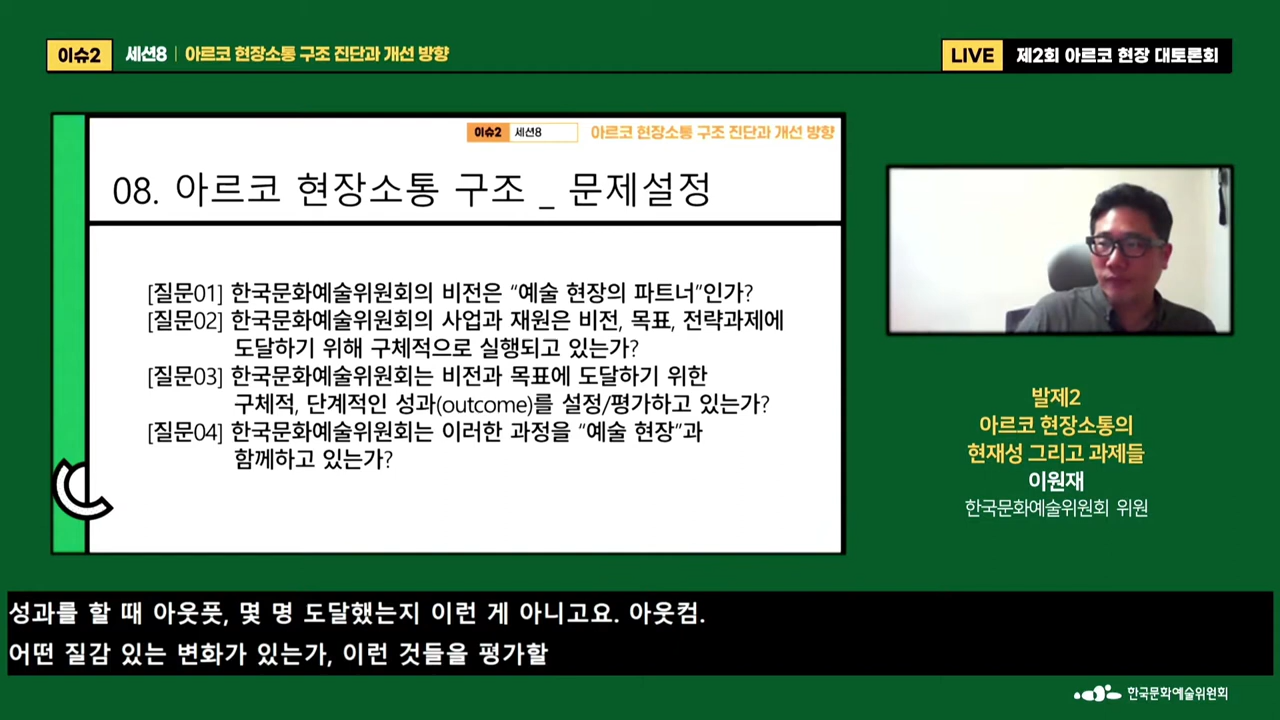 이슈2
세션8
아르코 현장소통 구조 진단과 개선 방향
LIVE
제2회 아르코 현장 대토론회
이슈2
세션8
아르코 현장소통 구조 진단과 개선 방향
08. 아르코 현장소통 구조 _ 문제설정
[질문01] 한국문화예술위원회의 비전은 “예술 현장의 파트너“인가?
[질문02] 한국문화예술위원회의 사업과 재원은 비전, 목표, 전략과제에
도달하기 위해 구체적으로 실행되고 있는가?
[질문03] 한국문화예술위원회는 비전과 목표에 도달하기 위한
구체적, 단계적인 성과(outcome)를 설정/평가하고 있는가?
[질문04] 한국문화예술위원회는 이러한 과정을 “예술 현장”과
함께하고 있는가?
발제2
아르코 현장소통의
현재성 그리고 과제들
이원재
한국문화예술위원회 위원
성과를 할 때 아웃풋, 몇 명 도달했는지 이런 게 아니고요. 아웃컴.
어떤 질감 있는 변화가 있는가, 이런 것들을 평가할
한국문화예술위원회